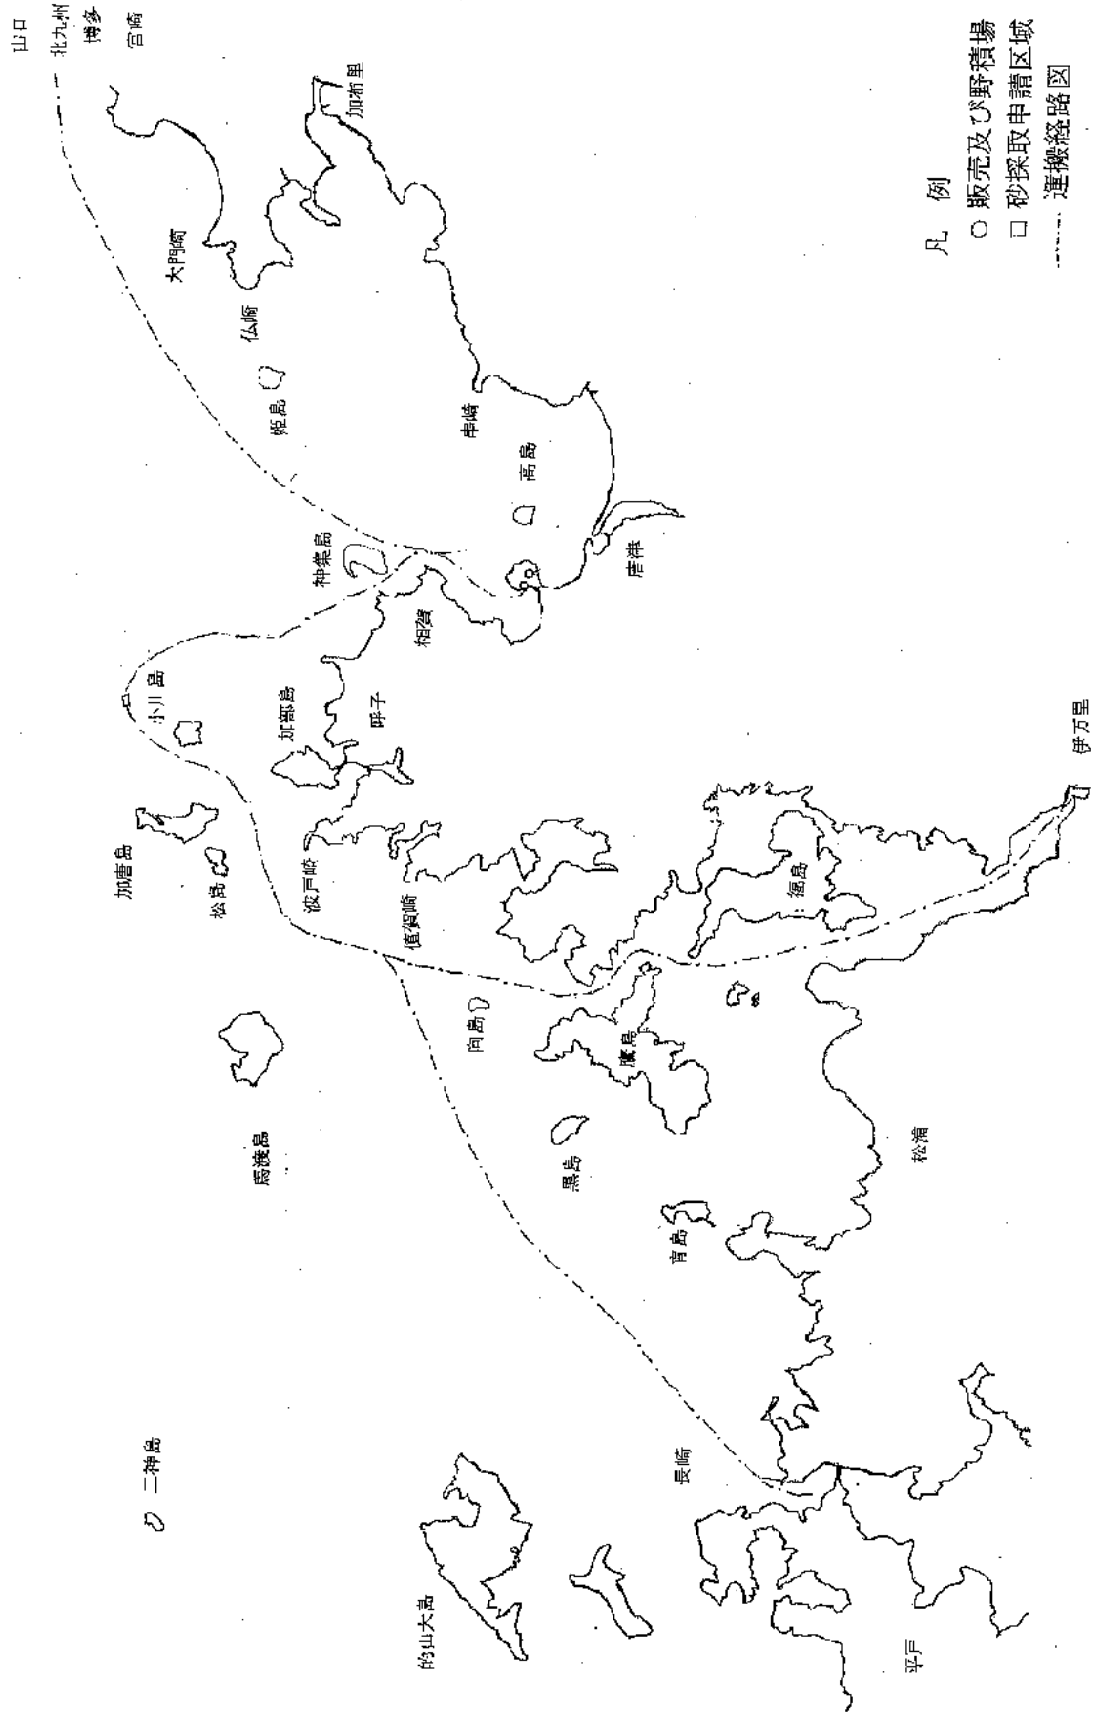 山口
北九州
博多
宮崎
加布里
大門崎
仏崎
姫島
串崎
高島
唐津
神集島
相賀
小川島
加部島
呼子
加唐島
松島
波戸崎
値賀崎
福島
伊万里
向島
鷹島
馬渡島
黒島
青島
松浦
二神島
長崎
的山大島
平戸
凡 例
○ 販売及び野積場
□ 砂採取申請区域
-・-・- 運搬経路図